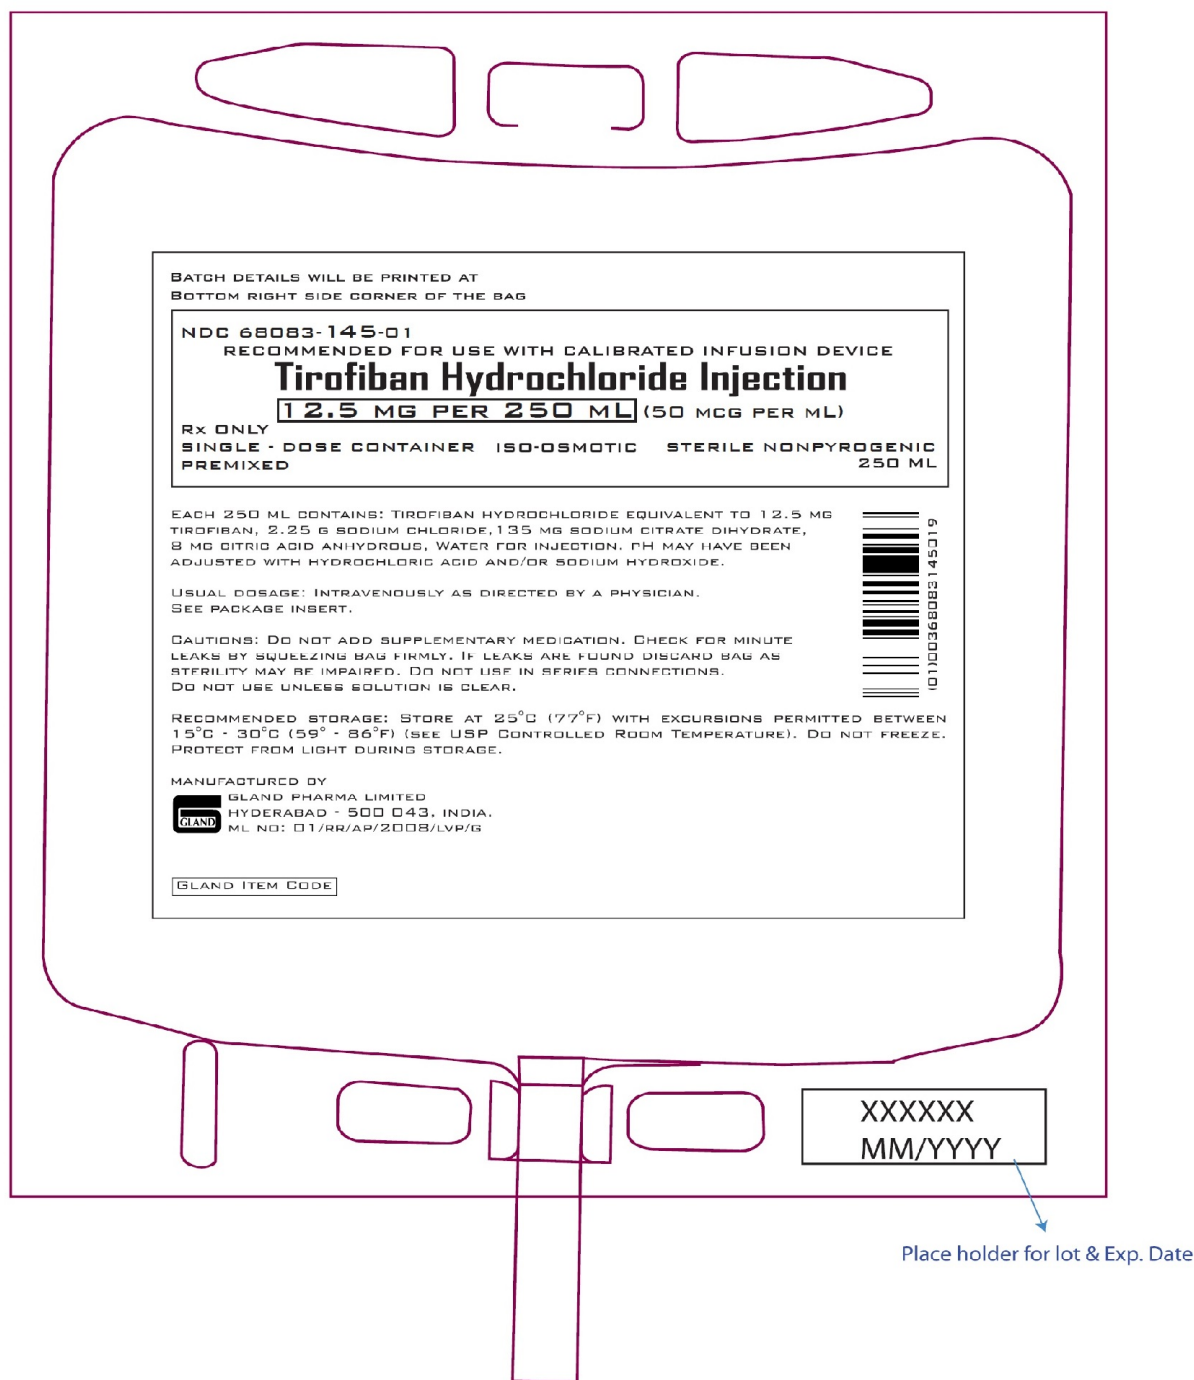 BATCH DETAILS WILL BE PRINTED AT
BOTTOM RIGHT SIDE CORNER OF THE BAG
NDC 68083-145-01
RECOMMENDED FOR USE WITH CALIBRATED INFUSION DEVICE
Tirofiban Hydrochloride Injection
12.5 MG PER 250 ML (50 MCG PER ML)
Rx ONLY
SINGLE - DOSE CONTAINER ISO-OSMOTIC STERILE NONPYROGENIC
PREMIXED 250 ML
EACH 250 ML CONTAINS: TIROFIBAN HYDROCHLORIDE EQUIVALENT TO 12.5 MG
TIROFIBAN, 2.25 G SODIUM CHLORIDE, 135 MG SODIUM CITRATE DIHYDRATE,
8 MG CITRIC ACID ANHYDROUS, WATER FOR INJECTION. PH MAY HAVE BEEN
ADJUSTED WITH HYDROCHLORIC ACID AND/OR SODIUM HYDROXIDE.
USUAL DOSAGE: INTRAVENOUSLY AS DIRECTED BY A PHYSICIAN.
SEE PACKAGE INSERT.
CAUTIONS: DO NOT ADD SUPPLEMENTARY MEDICATION. CHECK FOR MINUTE
LEAKS BY SQUEEZING BAG FIRMLY. IF LEAKS ARE FOUND DISCARD BAG AS
STERILITY MAY BE IMPAIRED. DO NOT USE IN SERIES CONNECTIONS.
DO NOT USE UNLESS SOLUTION IS CLEAR.
(01)00368083145019
RECOMMENDED STORAGE: STORE AT 25°C (77°F) WITH EXCURSIONS PERMITTED BETWEEN
15°C - 30°C (59° - 86°F) (SEE USP CONTROLLED ROOM TEMPERATURE). DO NOT FREEZE.
PROTECT FROM LIGHT DURING STORAGE.
MANUFACTURED BY
GLAND PHARMA LIMITED
HYDERABAD - 500 043, INDIA.
ML NO: 01/RR/AP/2008/LVP/G
GLAND
GLAND ITEM CODE
XXXXXX
MM/YYYY
Place holder for lot & Exp. Date